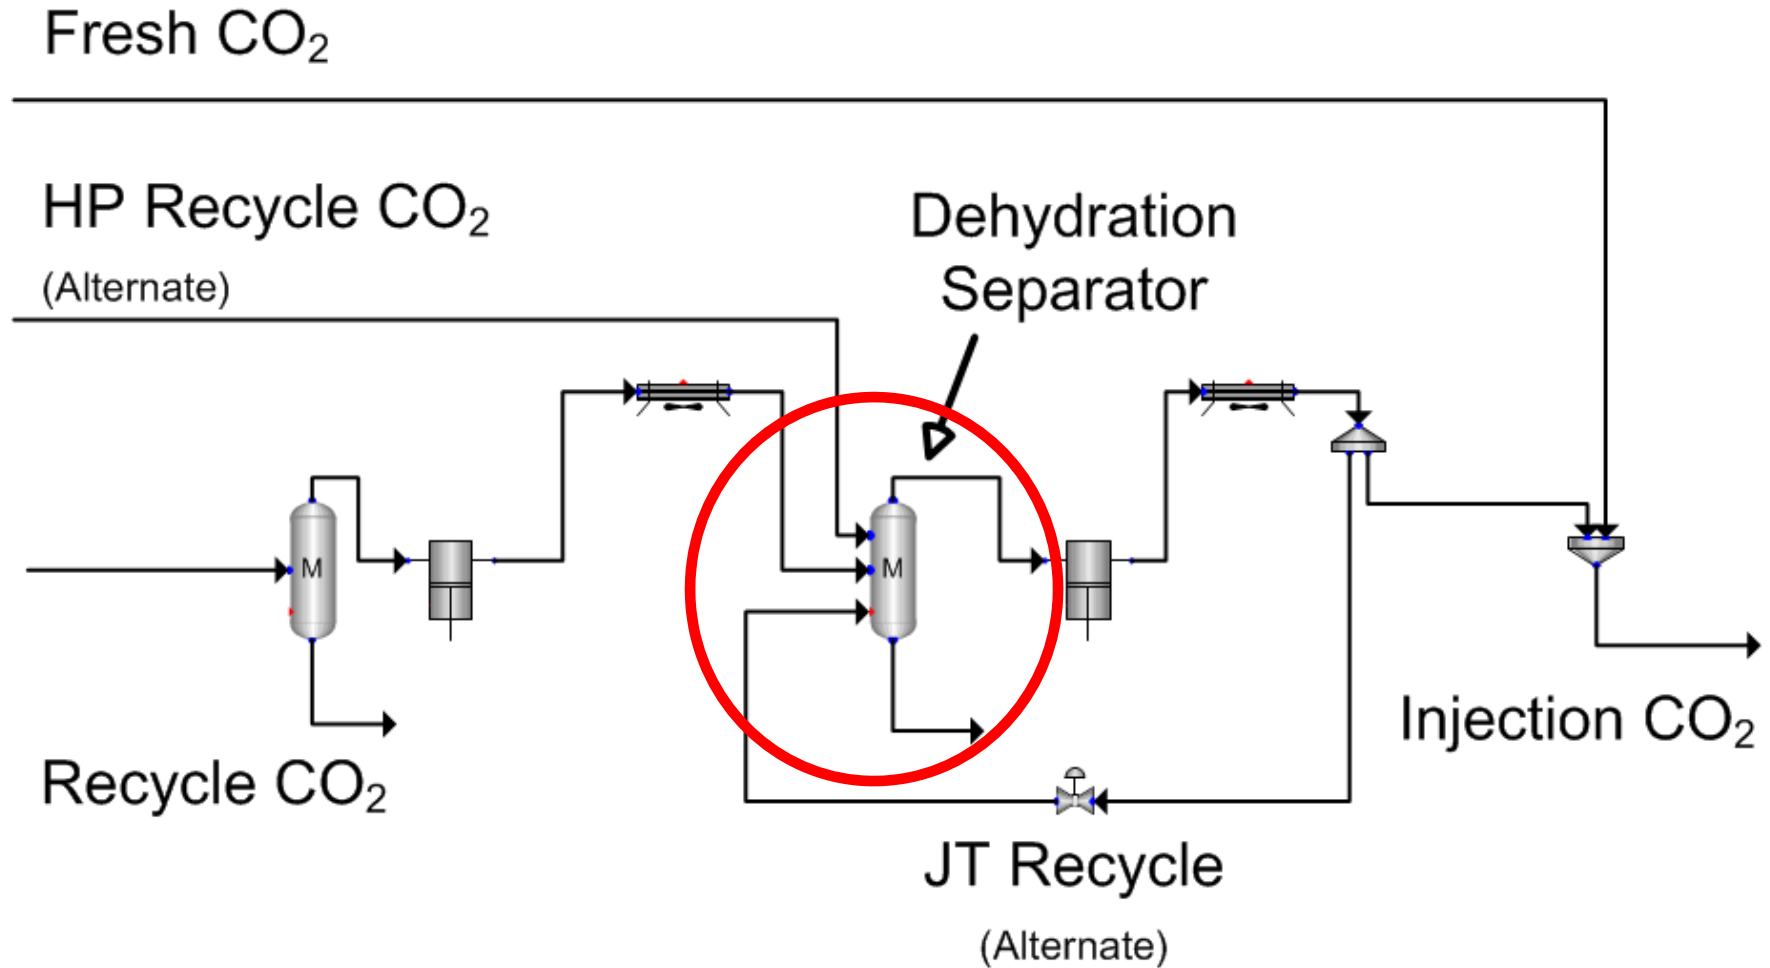 Fresh CO₂
HP Recycle CO₂
(Alternate)
Dehydration
Separator
M
M
Recycle CO₂
Injection CO₂
JT Recycle
(Alternate)